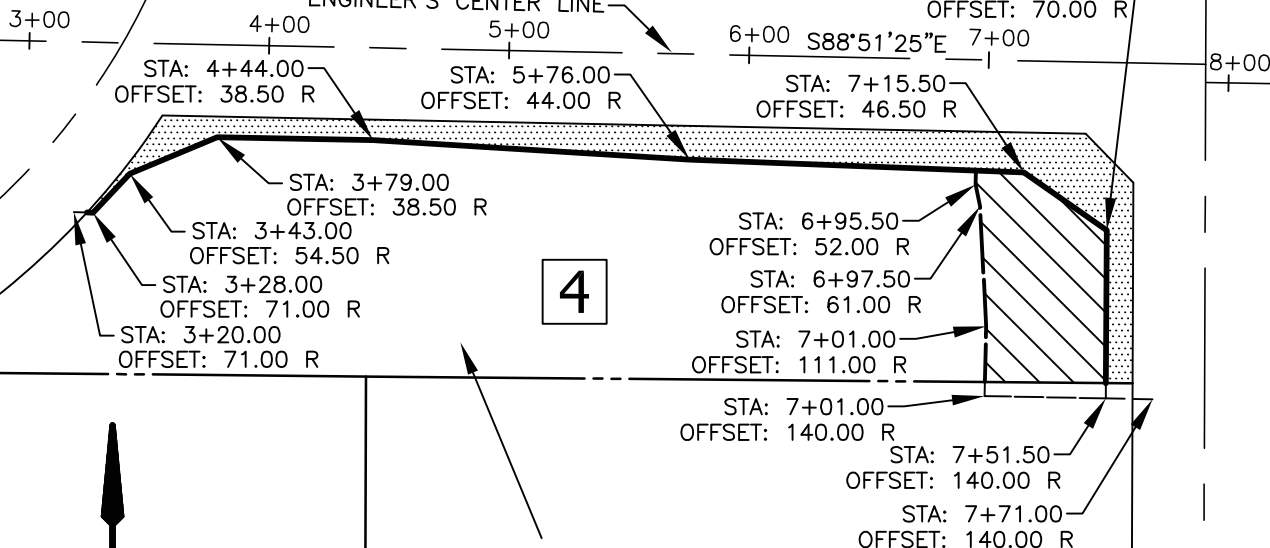 ENGINEER'S CENTER LINE
OFFSET: 70.00 R
3+00
4+00
5+00
6+00
S88°51'25"E
7+00
8+00
STA: 4+44.00
OFFSET: 38.50 R
STA: 5+76.00
OFFSET: 44.00 R
STA: 7+15.50
OFFSET: 46.50 R
STA: 3+79.00
OFFSET: 38.50 R
STA: 3+43.00
OFFSET: 54.50 R
STA: 3+28.00
OFFSET: 71.00 R
STA: 3+20.00
OFFSET: 71.00 R
4
STA: 6+95.50
OFFSET: 52.00 R
STA: 6+97.50
OFFSET: 61.00 R
STA: 7+01.00
OFFSET: 111.00 R
STA: 7+01.00
OFFSET: 140.00 R
STA: 7+51.50
OFFSET: 140.00 R
STA: 7+71.00
OFFSET: 140.00 R